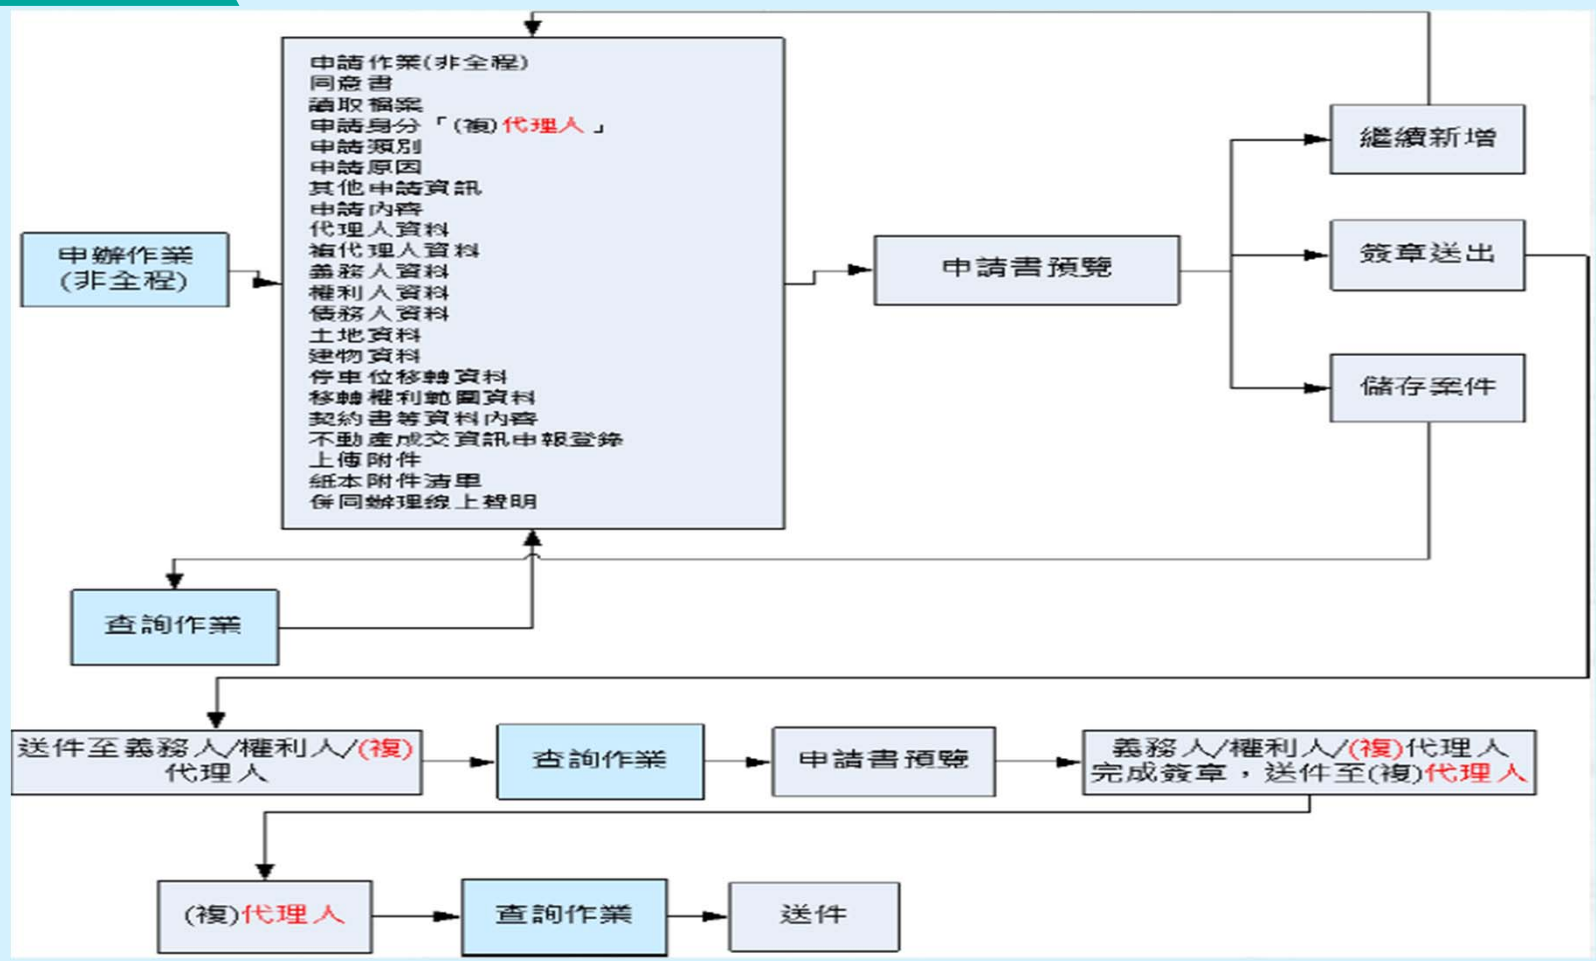 申請作業(非全程)
同意書
讀取檔案
申請身分「(複)代理人」
申請類別
申請原因
其他申請資訊
申請內容
代理人資料
複代理人資料
義務人資料
權利人資料
債務人資料
土地資料
建物資料
停車位移轉資料
移轉權利範圍資料
契約書等資料內容
不動產成交資訊申報登錄
上傳附件
紙本附件清單
併同辦理線上聲明
申辦作業
(非全程)
申請書預覽
繼續新增
簽章送出
儲存案件
查詢作業
送件至義務人/權利人/(複)
代理人
查詢作業
申請書預覽
義務人/權利人/(複)代理人
完成簽章，送件至(複)代理人
(複)代理人
查詢作業
送件